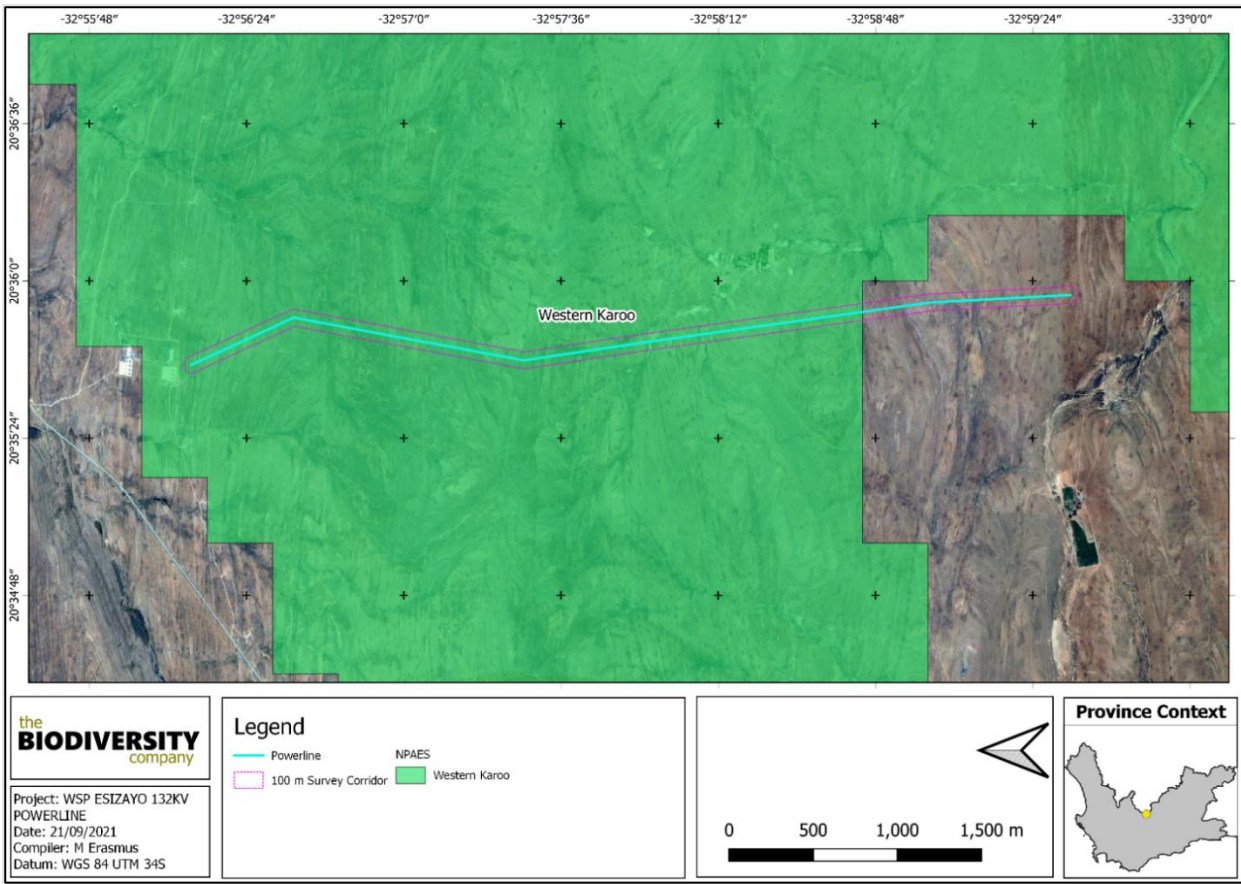 -32°55'48" -32°56'24" -32°57'0" -32°57'36" -32°58'12" -32°58'48" -32°59'24" -33°0'0"
20°36'36"
20°36'0"
20°35'24"
20°34'48"
Western Karoo
the
BIODIVERSITY
company
Project: WSP ESIZAYO 132KV
POWERLINE
Date: 21/09/2021
Compiler: M Erasmus
Datum: WGS 84 UTM 34S
Legend
Powerline
100 m Survey Corridor
NPAES
Western Karoo
0 500 1,000 1,500 m
Province Context